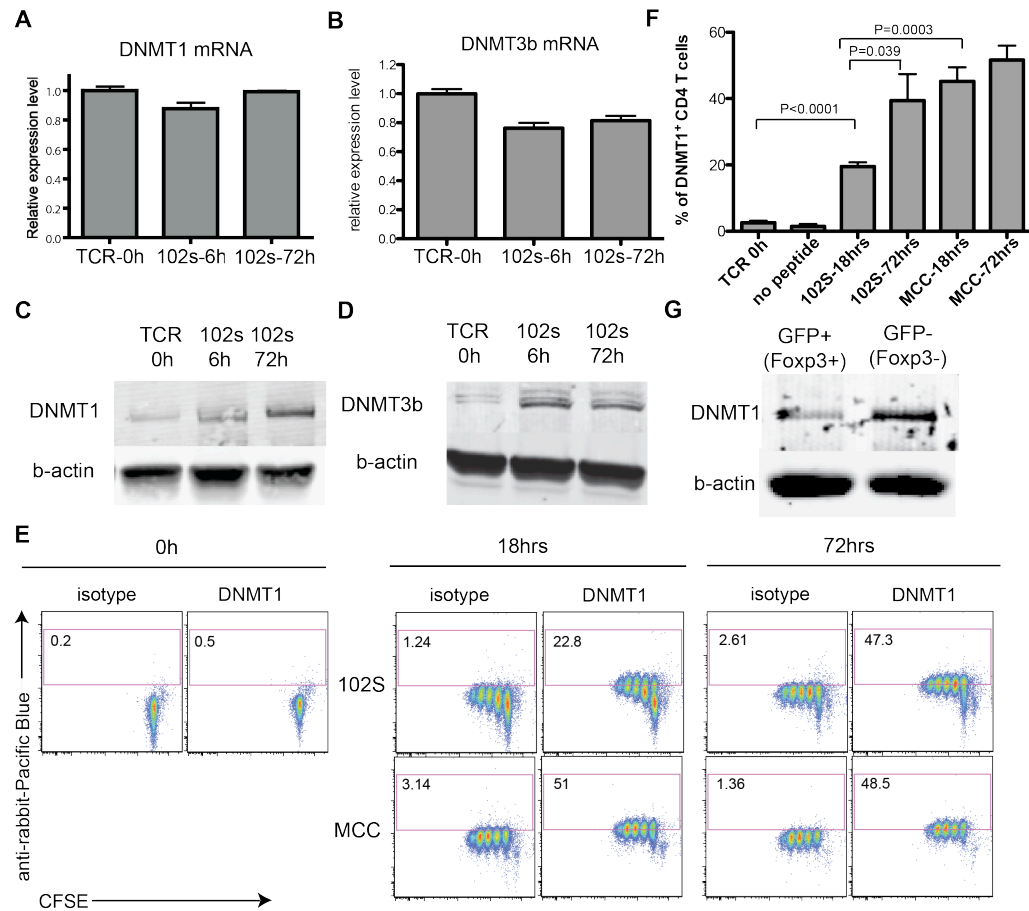 A
DNMT1 mRNA
Relative expression level
1.0
0.8
0.6
0.4
0.2
0.0
TCR-0h
102s-6h
102s-72h
B
DNMT3b mRNA
relative expression level
1.2
1.0
0.8
0.6
0.4
0.2
0.0
TCR-0h
102s-6h
102s-72h
F
% of DNMT1+ CD4 T cells
60
40
20
0
P<0.0001
P=0.039
P=0.0003
TCR 0h
no peptide
102S-18hrs
102S-72hrs
MCC-18hrs
MCC-72hrs
C
TCR 102s 102s
0h 6h 72h
DNMT1
b-actin
D
TCR 102s 102s
0h 6h 72h
DNMT3b
b-actin
G
GFP+ GFP-
(Foxp3+) (Foxp3-)
DNMT1
b-actin
E
0h
18hrs
72hrs
isotype DNMT1
isotype DNMT1
isotype DNMT1
anti-rabbit-Pacific Blue
0.2
0.5
102S
1.24
22.8
2.61
47.3
MCC
3.14
51
1.36
48.5
CFSE